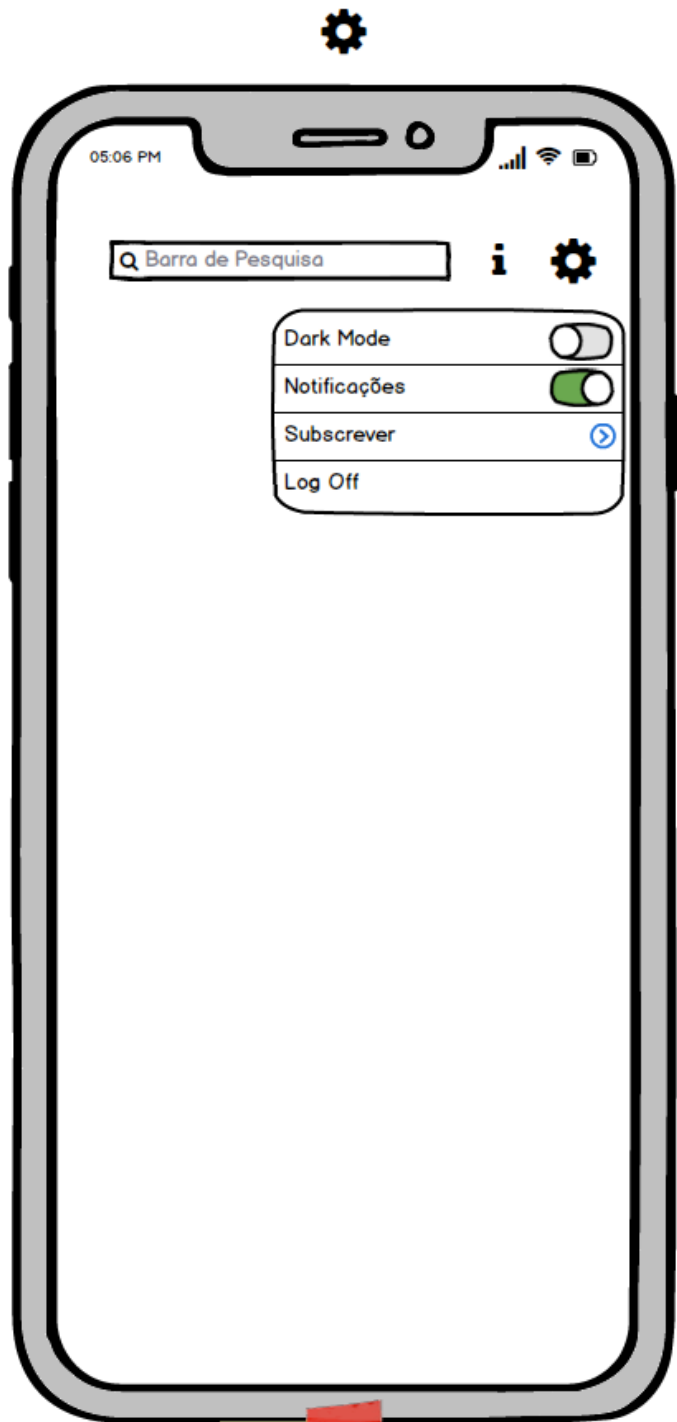 05:06 PM
Barra de Pesquisa
i
Dark Mode
Notificações
Subscrever
Log Off